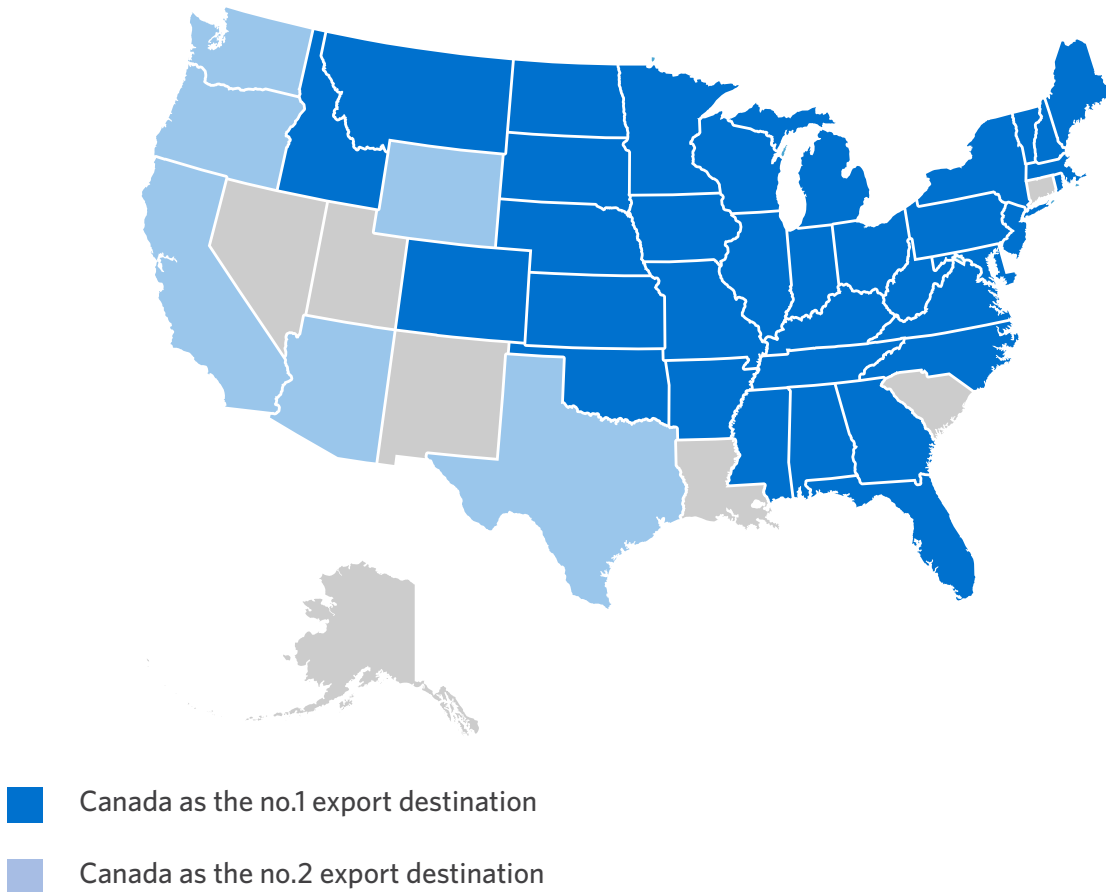 Canada as the no.1 export destination
Canada as the no.2 export destination